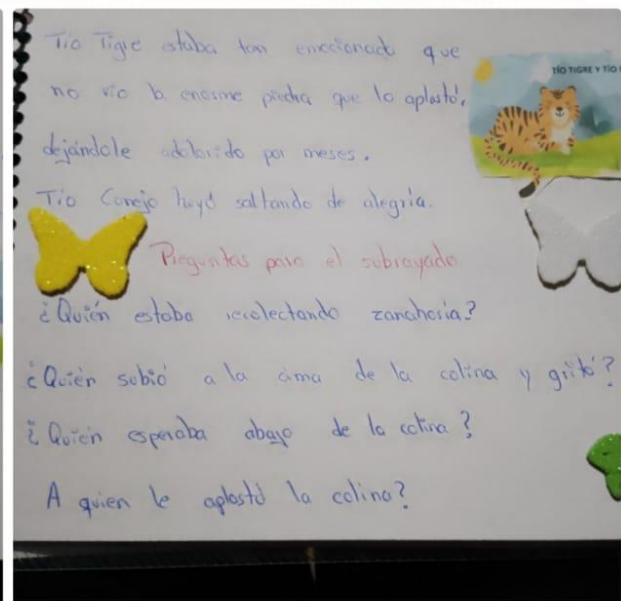 Tío Tigre estaba tan emocionado que
TÍO TIGRE Y TÍO
no vio la enorme piedra que lo aplastó,
dejándole adolorido por meses.
Tío Conejo huyó saltando de alegría.
Preguntas para el subrayado
¿Quién estaba recolectando zanahoria?
¿Quién subió a la cima de la colina y gritó?
¿Quién esperaba abajo de la colina?
A quien le aplastó la colina?